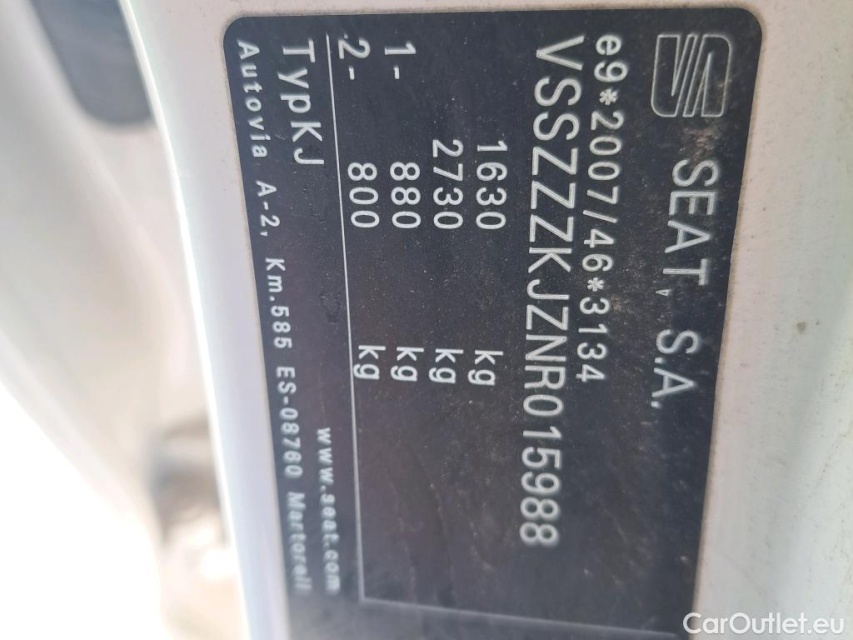 SEAT, S.A.
e9*2007/46*3134
VSSZZZKJZNR015988
1630 kg
2730 kg
1- 880 kg
2- 800 kg
TypKJ
www.seat.com
Autovia A-2, Km.585 ES-08760 Martorell
CarOutlet.eu